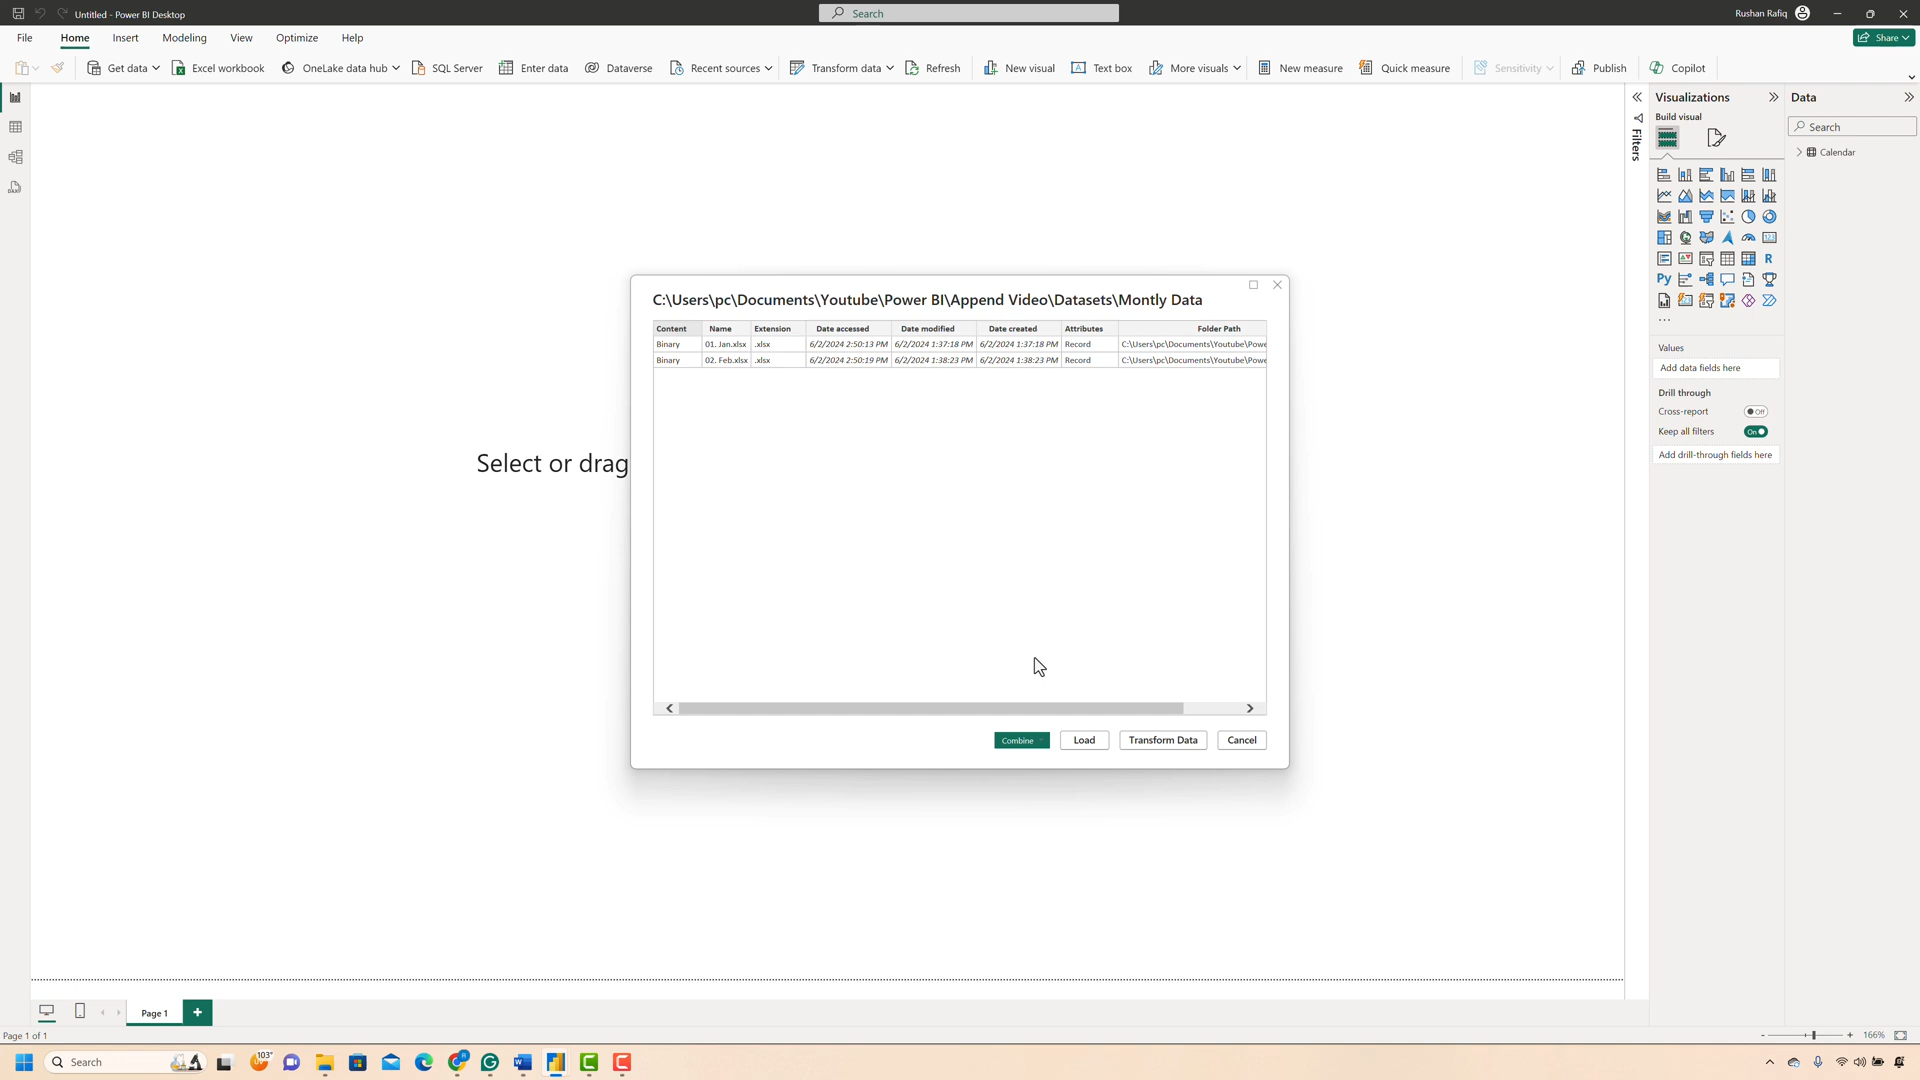 Untitled - Power BI Desktop
Search
Rushan Rafiq
File Home Insert Modeling View Optimize Help
Share
Get data Excel workbook OneLake data hub SQL Server Enter data Dataverse Recent sources Transform data Refresh New visual Text box More visuals New measure Quick measure Sensitivity Publish Copilot
Visualizations
Data
Build visual
Search
Filters
Calendar
R
Py
Values
Add data fields here
Drill through
Cross-report Off
Keep all filters On
Add drill-through fields here
Select or drag
C:\Users\pc\Documents\Youtube\Power BI\Append Video\Datasets\Montly Data
Content Name Extension Date accessed Date modified Date created Attributes Folder Path
Binary 01. Jan.xlsx .xlsx 6/2/2024 2:50:13 PM 6/2/2024 1:37:18 PM 6/2/2024 1:37:18 PM Record C:\Users\pc\Documents\Youtube\Powe
Binary 02. Feb.xlsx .xlsx 6/2/2024 2:50:19 PM 6/2/2024 1:38:23 PM 6/2/2024 1:38:23 PM Record C:\Users\pc\Documents\Youtube\Powe
Combine Load Transform Data Cancel
Page 1
Page 1 of 1
166%
Search
103°